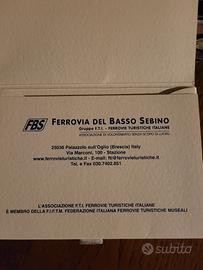 FBS
FERROVIA DEL BASSO SEBINO
Gruppo F.T.I. - FERROVIE TURISTICHE ITALIANE
ASSOCIAZIONE DI VOLONTARIATO SENZA SCOPO DI LUCRO
25036 Palazzolo sull'Oglio (Brescia) Italy
Via Marconi, 100 - Stazione
www.ferrovieturistiche.it - E-mail: fti@ferrovieturistiche.it
Tel. e Fax 030.7402.851
L'ASSOCIAZIONE F.T.I. FERROVIE TURISTICHE ITALIANE
È MEMBRO DELLA F.I.F.T.M. FEDERAZIONE ITALIANA FERROVIE TURISTICHE MUSEALI
subito